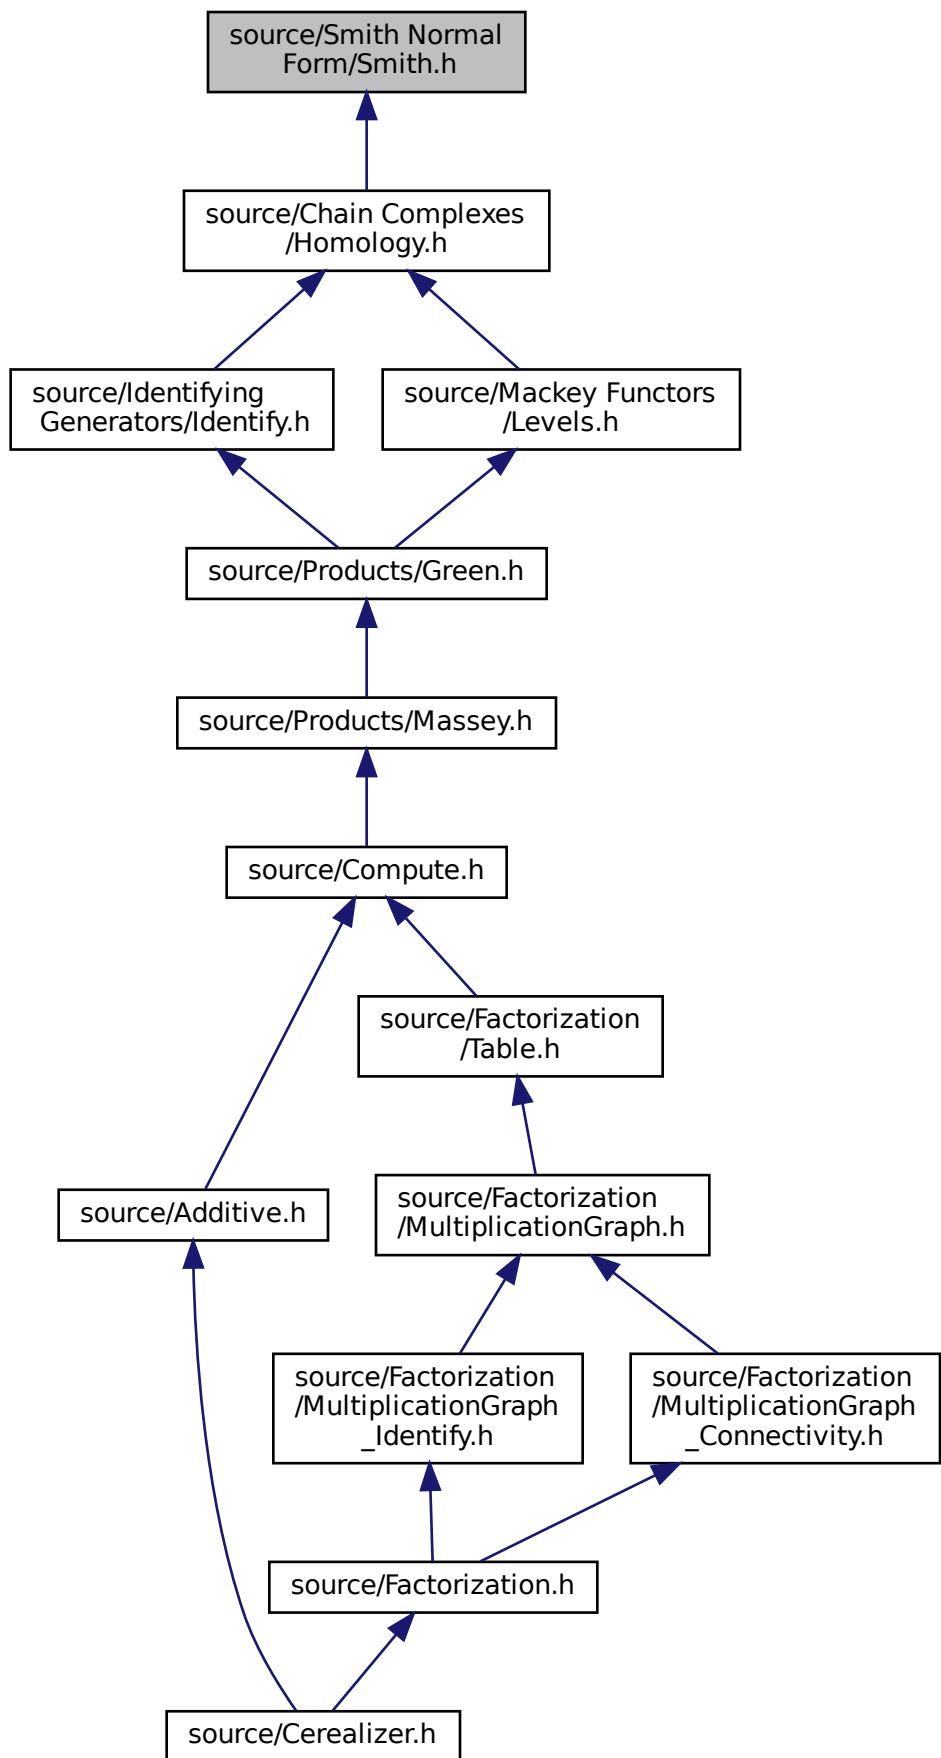 source/Smith Normal
Form/Smith.h
source/Chain Complexes
/Homology.h
source/Identifying
Generators/Identify.h
source/Mackey Functors
/Levels.h
source/Products/Green.h
source/Products/Massey.h
source/Compute.h
source/Factorization
/Table.h
source/Additive.h
source/Factorization
/MultiplicationGraph.h
source/Factorization
/MultiplicationGraph
_Identify.h
source/Factorization
/MultiplicationGraph
_Connectivity.h
source/Factorization.h
source/Cerealizer.h